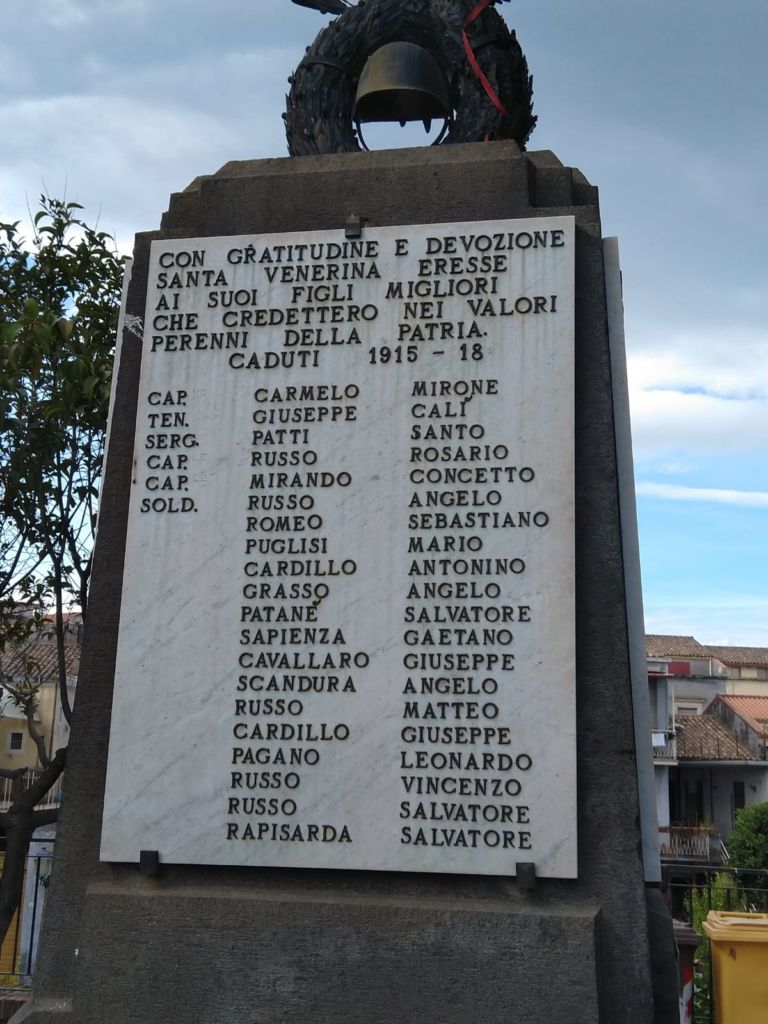 CON GRATITUDINE E DEVOZIONE
SANTA VENERINA ERESSE
AI SUOI FIGLI MIGLIORI
CHE CREDETTERO NEI VALORI
PERENNI DELLA PATRIA.
CADUTI 1915 - 18
CAP. CARMELO MIRONE
TEN. GIUSEPPE CALÌ
SERG. PATTI SANTO
CAP. RUSSO ROSARIO
CAP. MIRANDO CONCETTO
SOLD. RUSSO ANGELO
ROMEO SEBASTIANO
PUGLISI MARIO
CARDILLO ANTONINO
GRASSO ANGELO
PATANÈ SALVATORE
SAPIENZA GAETANO
CAVALLARO GIUSEPPE
SCANDURA ANGELO
RUSSO MATTEO
CARDILLO GIUSEPPE
PAGANO LEONARDO
RUSSO VINCENZO
RUSSO SALVATORE
RAPISARDA SALVATORE